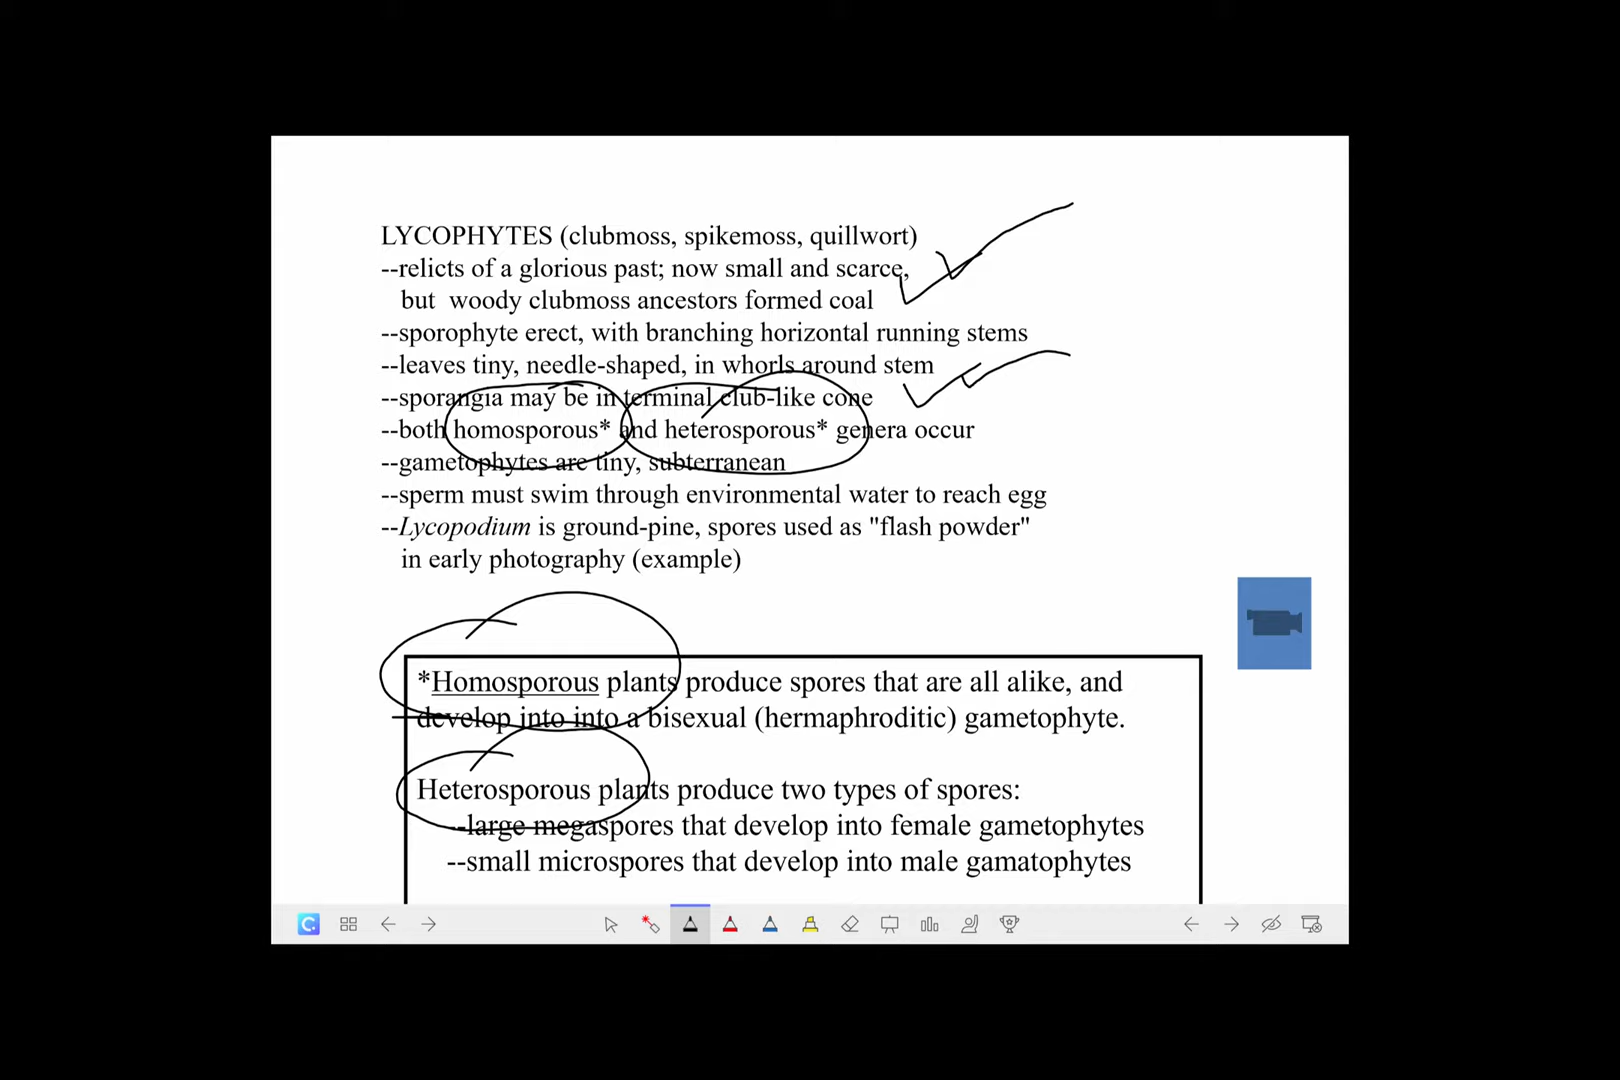 LYCOPHYTES (clubmoss, spikemoss, quillwort)
--relicts of a glorious past; now small and scarce,
but woody clubmoss ancestors formed coal
--sporophyte erect, with branching horizontal running stems
--leaves tiny, needle-shaped, in whorls around stem
--sporangia may be in terminal club-like cone
--both homosporous* and heterosporous* genera occur
--gametophytes are tiny, subterranean
--sperm must swim through environmental water to reach egg
--Lycopodium is ground-pine, spores used as "flash powder"
in early photography (example)
*Homosporous plants produce spores that are all alike, and
develop into into a bisexual (hermaphroditic) gametophyte.
Heterosporous plants produce two types of spores:
--large megaspores that develop into female gametophytes
--small microspores that develop into male gamatophytes